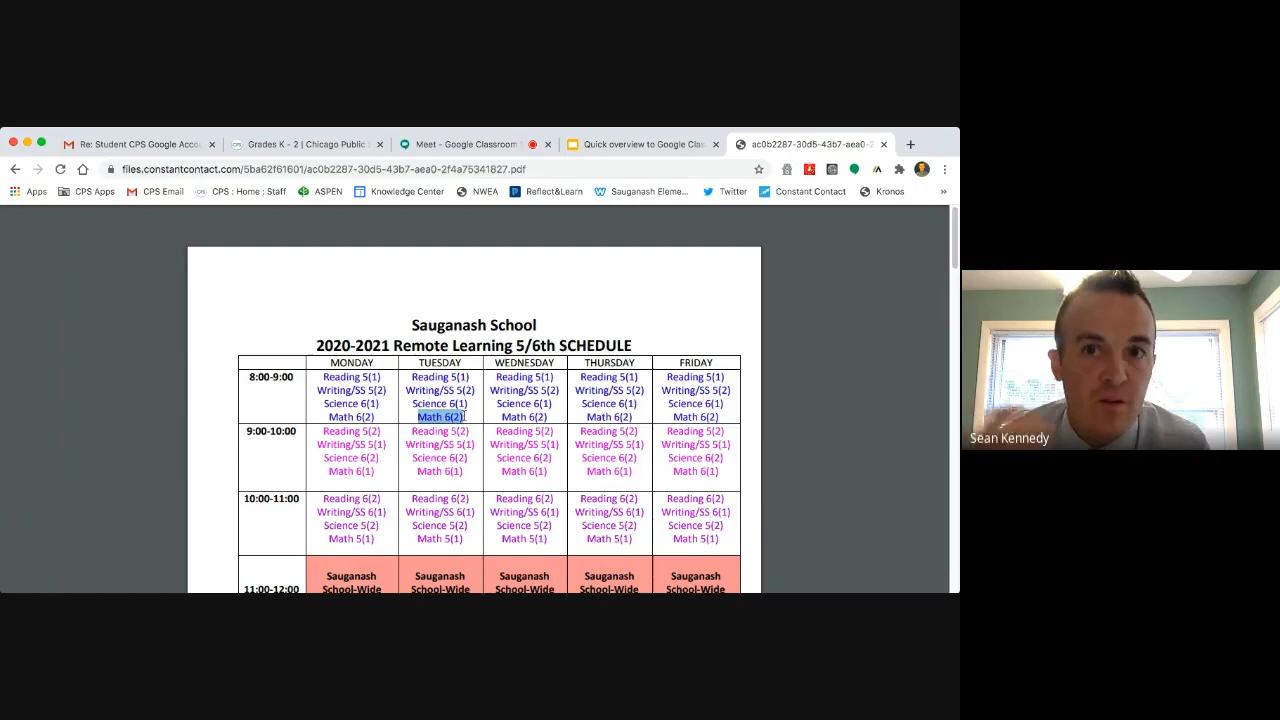 Re: Student CPS Google Accou
Grades K - 2 | Chicago Public S
Meet - Google Classroom
Quick overview to Google Clas
ac0b2287-30d5-43b7-aea0-2
files.constantcontact.com/5ba62f61601/ac0b2287-30d5-43b7-aea0-2f4a75341827.pdf
Apps CPS Apps CPS Email CPS : Home : Staff ASPEN Knowledge Center NWEA Reflect&Learn Sauganash Eleme... Twitter Constant Contact Kronos »
Sauganash School
2020-2021 Remote Learning 5/6th SCHEDULE
MONDAY TUESDAY WEDNESDAY THURSDAY FRIDAY
8:00-9:00 Reading 5(1) Reading 5(1) Reading 5(1) Reading 5(1) Reading 5(1)
Writing/SS 5(2) Writing/SS 5(2) Writing/SS 5(2) Writing/SS 5(2) Writing/SS 5(2)
Science 6(1) Science 6(1) Science 6(1) Science 6(1) Science 6(1)
Math 6(2) Math 6(2) Math 6(2) Math 6(2) Math 6(2)
9:00-10:00 Reading 5(2) Reading 5(2) Reading 5(2) Reading 5(2) Reading 5(2)
Writing/SS 5(1) Writing/SS 5(1) Writing/SS 5(1) Writing/SS 5(1) Writing/SS 5(1)
Science 6(2) Science 6(2) Science 6(2) Science 6(2) Science 6(2)
Math 6(1) Math 6(1) Math 6(1) Math 6(1) Math 6(1)
10:00-11:00 Reading 6(2) Reading 6(2) Reading 6(2) Reading 6(2) Reading 6(2)
Writing/SS 6(1) Writing/SS 6(1) Writing/SS 6(1) Writing/SS 6(1) Writing/SS 6(1)
Science 5(2) Science 5(2) Science 5(2) Science 5(2) Science 5(2)
Math 5(1) Math 5(1) Math 5(1) Math 5(1) Math 5(1)
Sauganash Sauganash Sauganash Sauganash Sauganash
11:00-12:00 School-Wide School-Wide School-Wide School-Wide School-Wide
Sean Kennedy